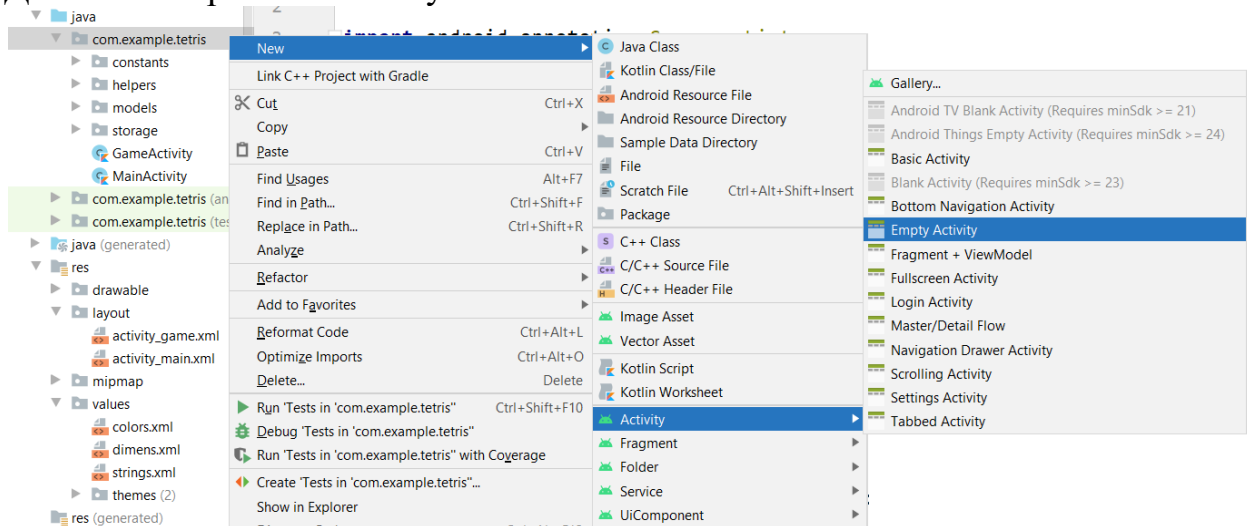 2
java
com.example.tetris
constants
helpers
models
storage
GameActivity
MainActivity
com.example.tetris (an
com.example.tetris (tes
java (generated)
res
drawable
layout
activity_game.xml
activity_main.xml
mipmap
values
colors.xml
dimens.xml
strings.xml
themes (2)
res (generated)
New
Link C++ Project with Gradle
Cut Ctrl+X
Copy
Paste Ctrl+V
Find Usages Alt+F7
Find in Path... Ctrl+Shift+F
Replace in Path... Ctrl+Shift+R
Analyze
Refactor
Add to Favorites
Reformat Code Ctrl+Alt+L
Optimize Imports Ctrl+Alt+O
Delete... Delete
Run 'Tests in 'com.example.tetris'' Ctrl+Shift+F10
Debug 'Tests in 'com.example.tetris''
Run 'Tests in 'com.example.tetris'' with Coverage
Create 'Tests in 'com.example.tetris''...
Show in Explorer
Java Class
Kotlin Class/File
Android Resource File
Android Resource Directory
Sample Data Directory
File
Scratch File Ctrl+Alt+Shift+Insert
Package
C++ Class
C/C++ Source File
C/C++ Header File
Image Asset
Vector Asset
Kotlin Script
Kotlin Worksheet
Activity
Fragment
Folder
Service
UiComponent
Gallery...
Android TV Blank Activity (Requires minSdk >= 21)
Android Things Empty Activity (Requires minSdk >= 24)
Basic Activity
Blank Activity (Requires minSdk >= 23)
Bottom Navigation Activity
Empty Activity
Fragment + ViewModel
Fullscreen Activity
Login Activity
Master/Detail Flow
Navigation Drawer Activity
Scrolling Activity
Settings Activity
Tabbed Activity